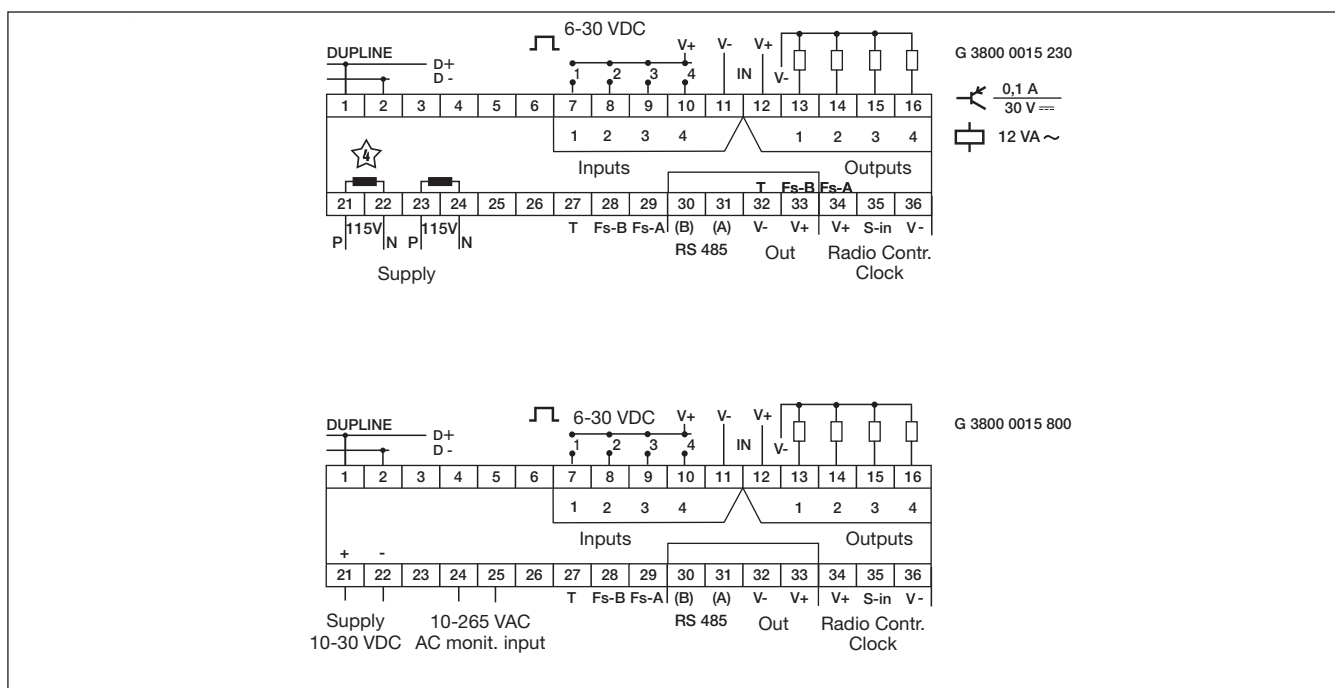 6-30 VDC
V+ V- V+
DUPLINE D+
D -
1 2 3 4 IN V-
G 3800 0015 230
0,1 A
30 V
12 VA ~
1 2 3 4 5 6 7 8 9 10 11 12 13 14 15 16
1 2 3 4 1 2 3 4
Inputs Outputs
4
T Fs-B Fs-A
21 22 23 24 25 26 27 28 29 30 31 32 33 34 35 36
P 115V N P 115V N
T Fs-B Fs-A (B) (A) V- V+ V+ S-in V -
RS 485 Out Radio Contr.
Clock
Supply
6-30 VDC
V+ V- V+
DUPLINE D+
D -
1 2 3 4 IN V-
G 3800 0015 800
1 2 3 4 5 6 7 8 9 10 11 12 13 14 15 16
1 2 3 4 1 2 3 4
Inputs Outputs
+ -
21 22 23 24 25 26 27 28 29 30 31 32 33 34 35 36
T Fs-B Fs-A (B) (A) V- V+ V+ S-in V -
Supply 10-265 VAC RS 485 Out Radio Contr.
10-30 VDC AC monit. input Clock